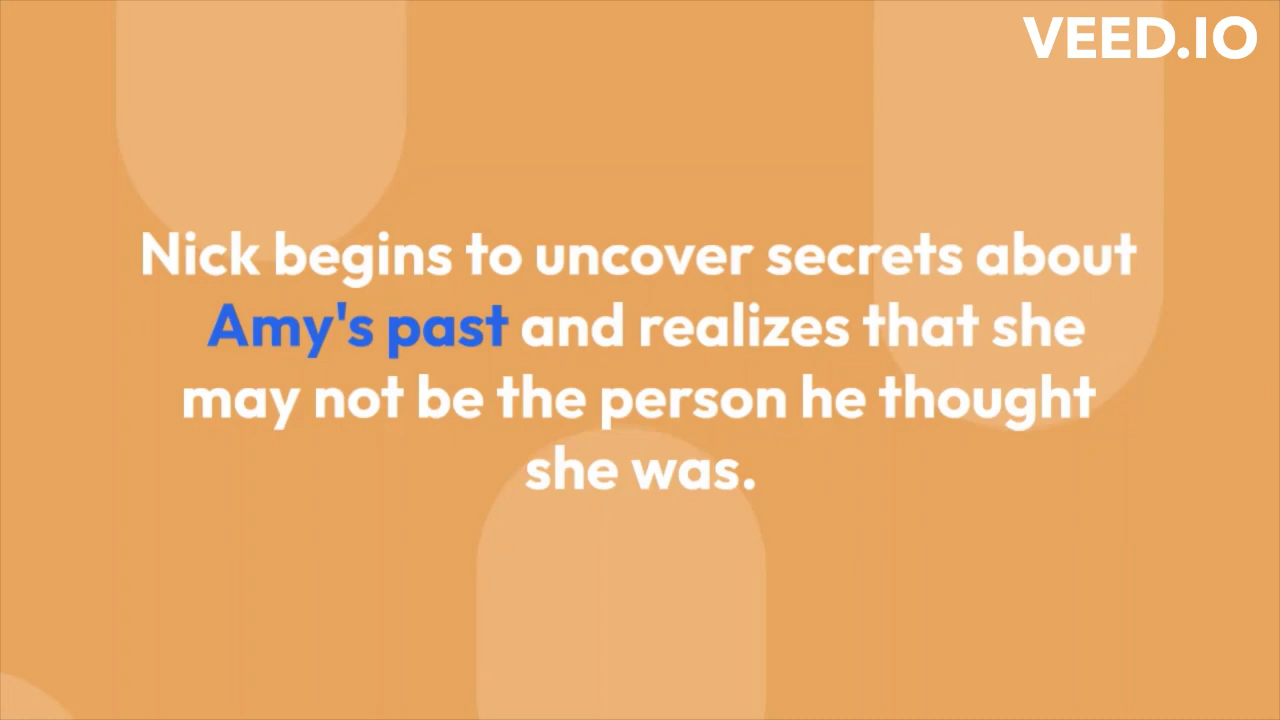 VEED.IO
Nick begins to uncover secrets about
Amy's past and realizes that she
may not be the person he thought
she was.